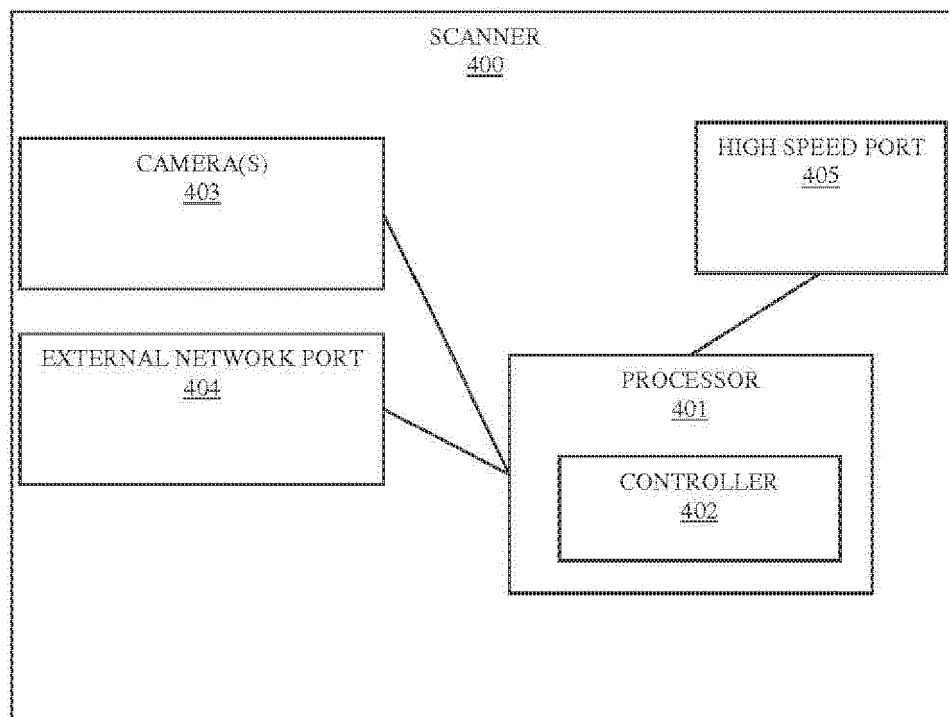 SCANNER
400
CAMERA(S)
403
HIGH SPEED PORT
405
EXTERNAL NETWORK PORT
404
PROCESSOR
401
CONTROLLER
402